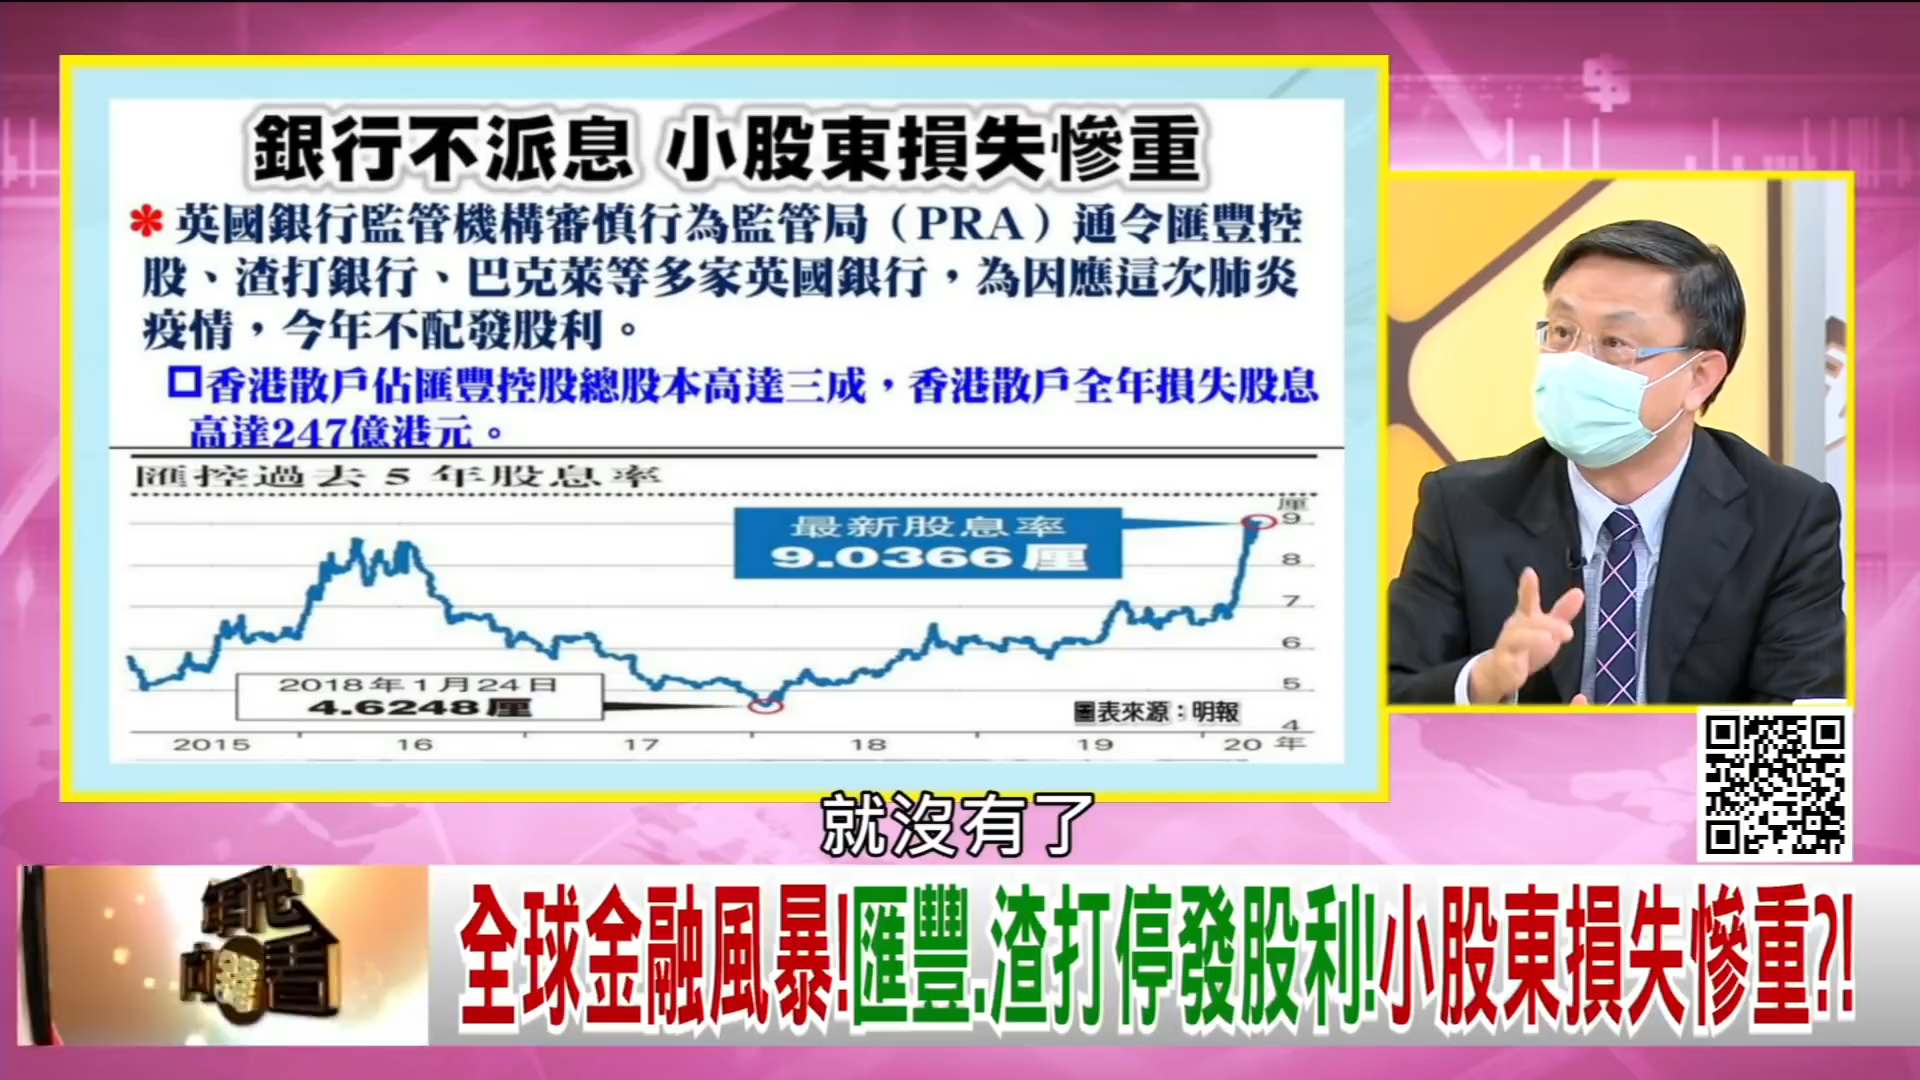 銀行不派息 小股東損失慘重
* 英國銀行監管機構審慎行為監管局（PRA）通令匯豐控
股、渣打銀行、巴克萊等多家英國銀行，為因應這次肺炎
疫情，今年不配發股利。
□香港散戶佔匯豐控股總股本高達三成，香港散戶全年損失股息
高達247億港元。
匯控過去5年股息率
厘
最新股息率
9.0366厘
9
8
7
6
5
4
2018年1月24日
4.6248厘
圖表來源：明報
2015 16 17 18 19 20 年
就沒有了
全球金融風暴!匯豐.渣打停發股利!小股東損失慘重?!